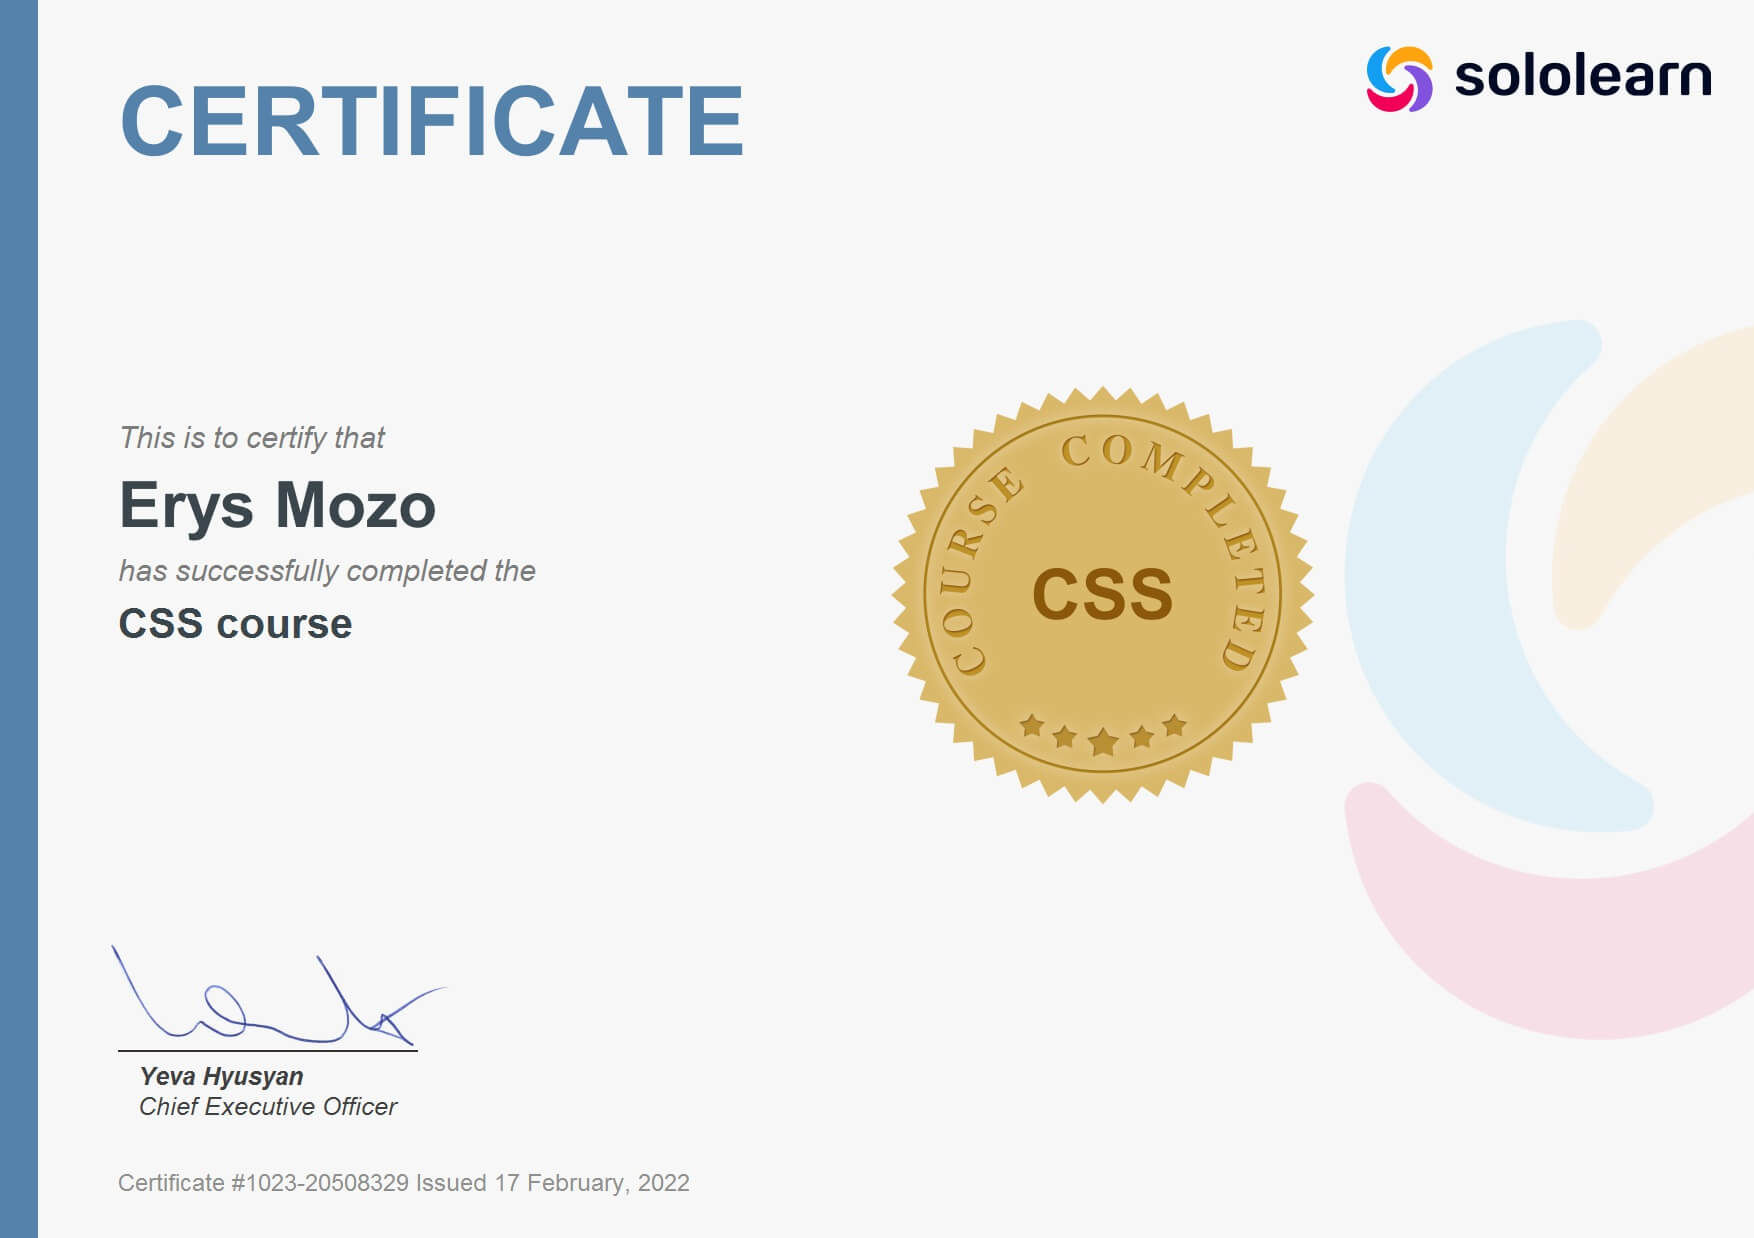 sololearn
CERTIFICATE
This is to certify that
Erys Mozo
has successfully completed the
CSS course
COURSE COMPLETED
CSS
Yeva Hyusyan
Chief Executive Officer
Certificate #1023-20508329 Issued 17 February, 2022